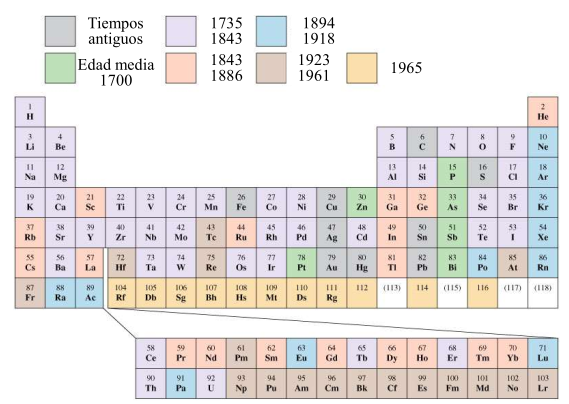 Tiempos 1735 1894
antiguos 1843 1918
Edad media 1843 1923 1965
1700 1886 1961
1 2
H He
3 4 5 6 7 8 9 10
Li Be B C N O F Ne
11 12 13 14 15 16 17 18
Na Mg Al Si P S Cl Ar
19 20 21 22 23 24 25 26 27 28 29 30 31 32 33 34 35 36
K Ca Sc Ti V Cr Mn Fe Co Ni Cu Zn Ga Ge As Se Br Kr
37 38 39 40 41 42 43 44 45 46 47 48 49 50 51 52 53 54
Rb Sr Y Zr Nb Mo Tc Ru Rh Pd Ag Cd In Sn Sb Te I Xe
55 56 57 72 73 74 75 76 77 78 79 80 81 82 83 84 85 86
Cs Ba La Hf Ta W Re Os Ir Pt Au Hg Tl Pb Bi Po At Rn
87 88 89 104 105 106 107 108 109 110 111 112 (113) 114 (115) 116 (117) (118)
Fr Ra Ac Rf Db Sg Bh Hs Mt Ds Rg
58 59 60 61 62 63 64 65 66 67 68 69 70 71
Ce Pr Nd Pm Sm Eu Gd Tb Dy Ho Er Tm Yb Lu
90 91 92 93 94 95 96 97 98 99 100 101 102 103
Th Pa U Np Pu Am Cm Bk Cf Es Fm Md No Lr